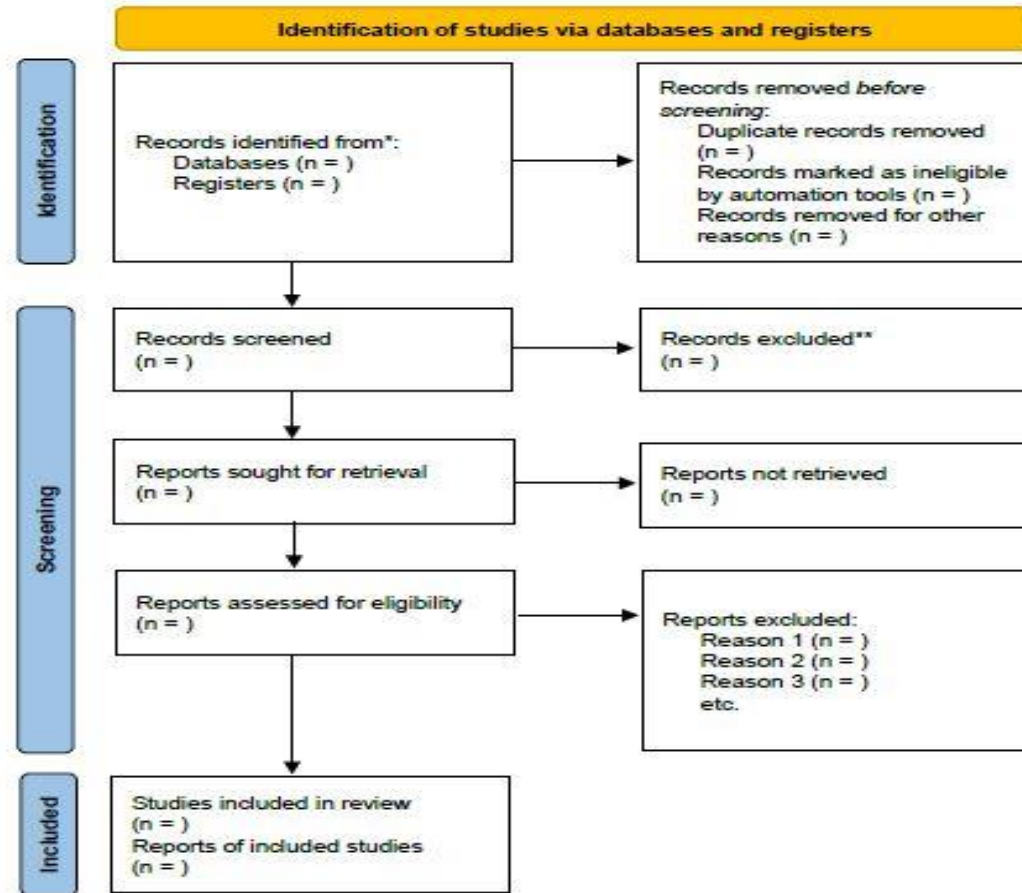 Identification of studies via databases and registers
Identification
Records identified from*:
Databases (n = )
Registers (n = )
Records removed before
screening:
Duplicate records removed
(n = )
Records marked as ineligible
by automation tools (n = )
Records removed for other
reasons (n = )
Screening
Records screened
(n = )
Records excluded**
(n = )
Reports sought for retrieval
(n = )
Reports not retrieved
(n = )
Reports assessed for eligibility
(n = )
Reports excluded:
Reason 1 (n = )
Reason 2 (n = )
Reason 3 (n = )
etc.
Included
Studies included in review
(n = )
Reports of included studies
(n = )